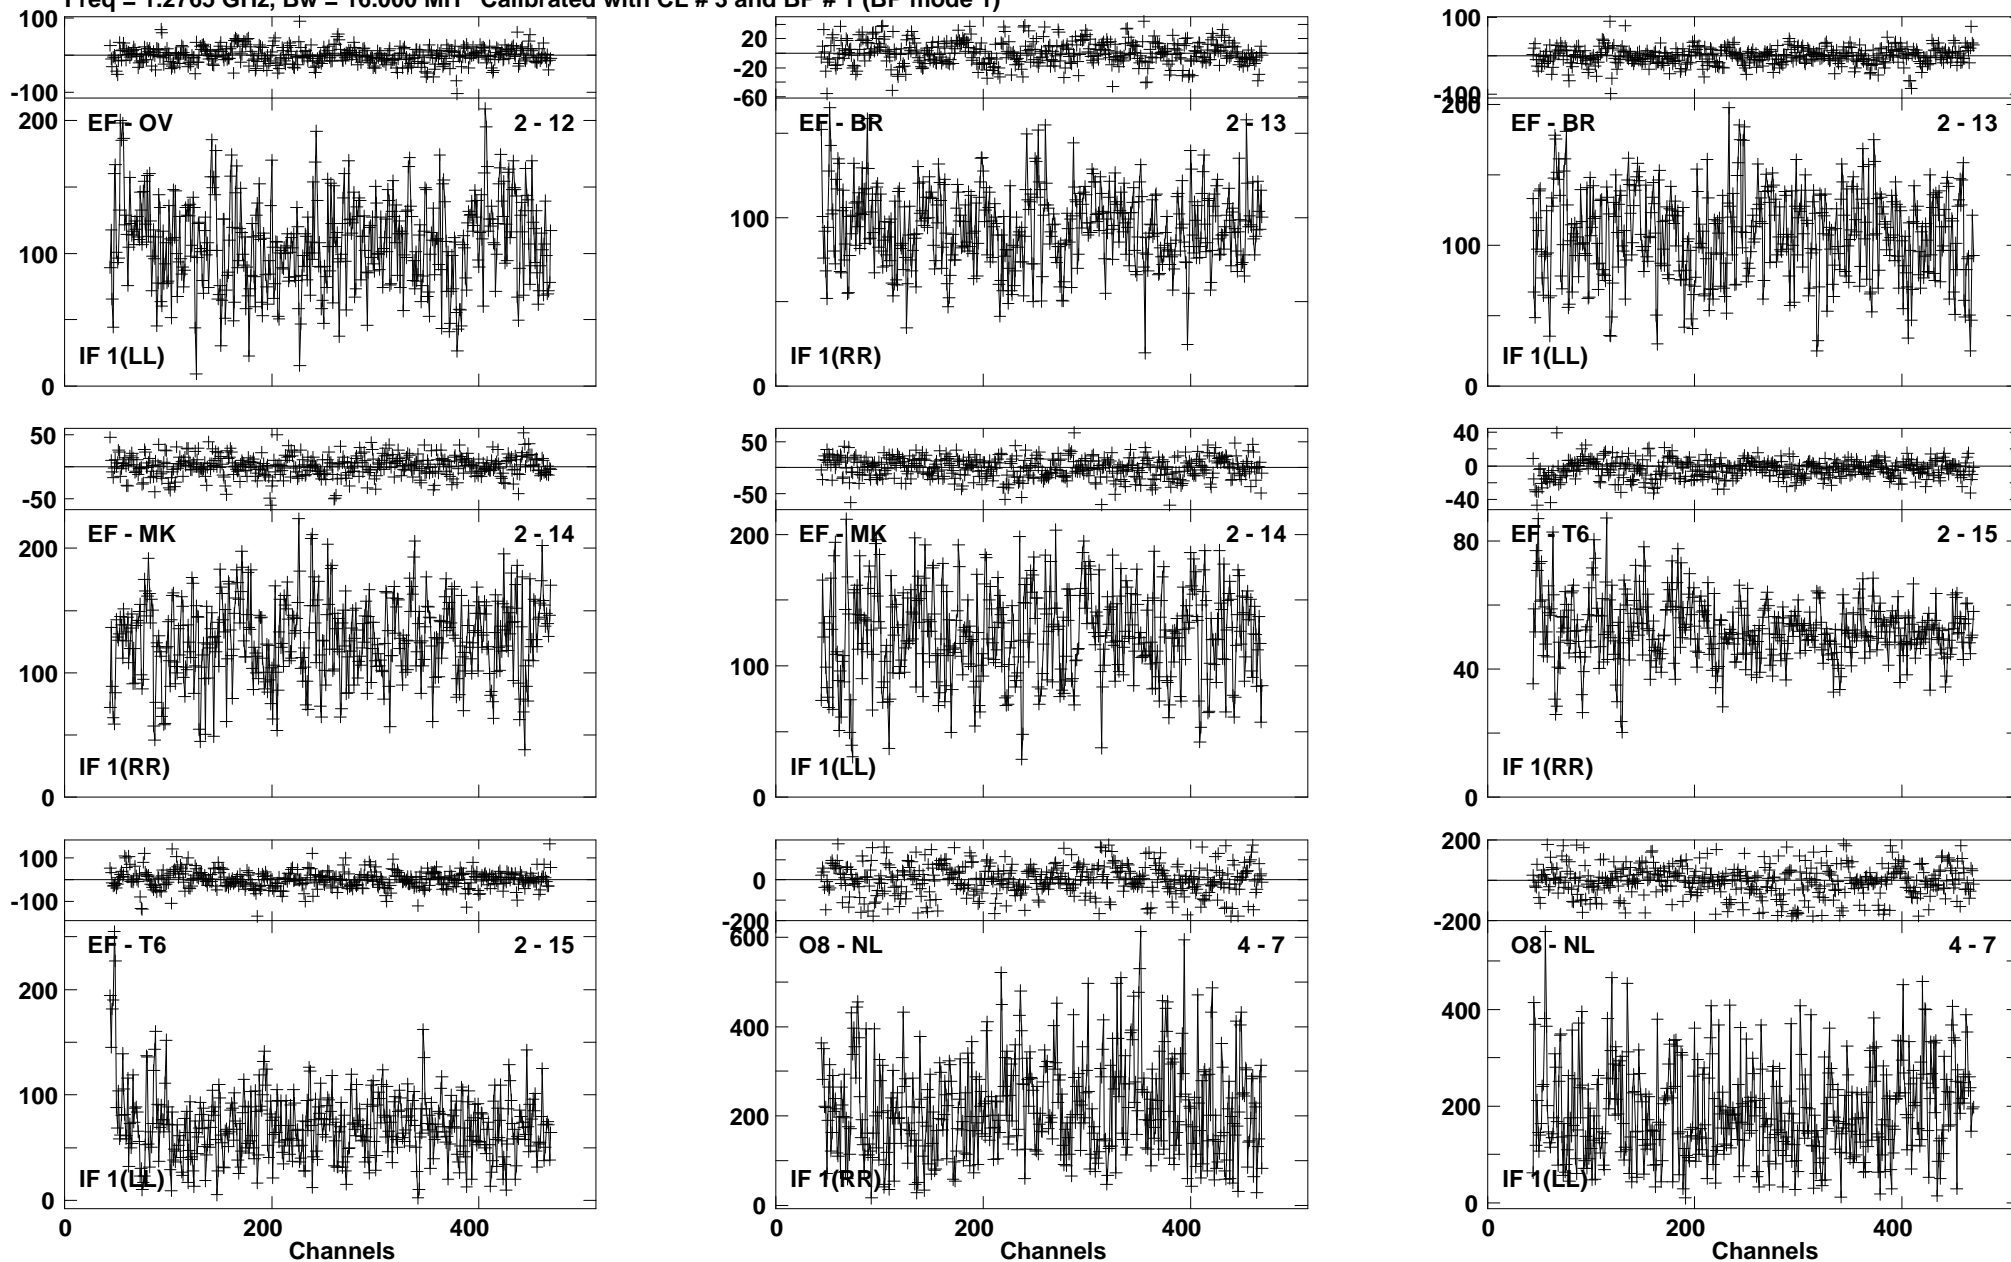 Freq = 1.2765 GHz, Bw = 16.000 MH Calibrated with CL # 3 and BP # 1 (BP mode 1)
100
-100
200
100
0
EF - OV 2 - 12
IF 1(LL)
20
-20
-60
100
0
EF - BR 2 - 13
IF 1(RR)
100
-100
200
100
0
EF - BR 2 - 13
IF 1(LL)
50
-50
200
100
0
EF - MK 2 - 14
IF 1(RR)
50
0
-50
200
100
0
EF - MK 2 - 14
IF 1(LL)
40
0
-40
80
40
0
EF - T6 2 - 15
IF 1(RR)
100
-100
200
100
0
EF - T6 2 - 15
IF 1(LL)
0 200 400
Channels
0
-200
600
400
200
0
O8 - NL 4 - 7
IF 1(RR)
200 400
Channels
200
-200
400
200
0
O8 - NL 4 - 7
IF 1(LL)
0 200 400
Channels